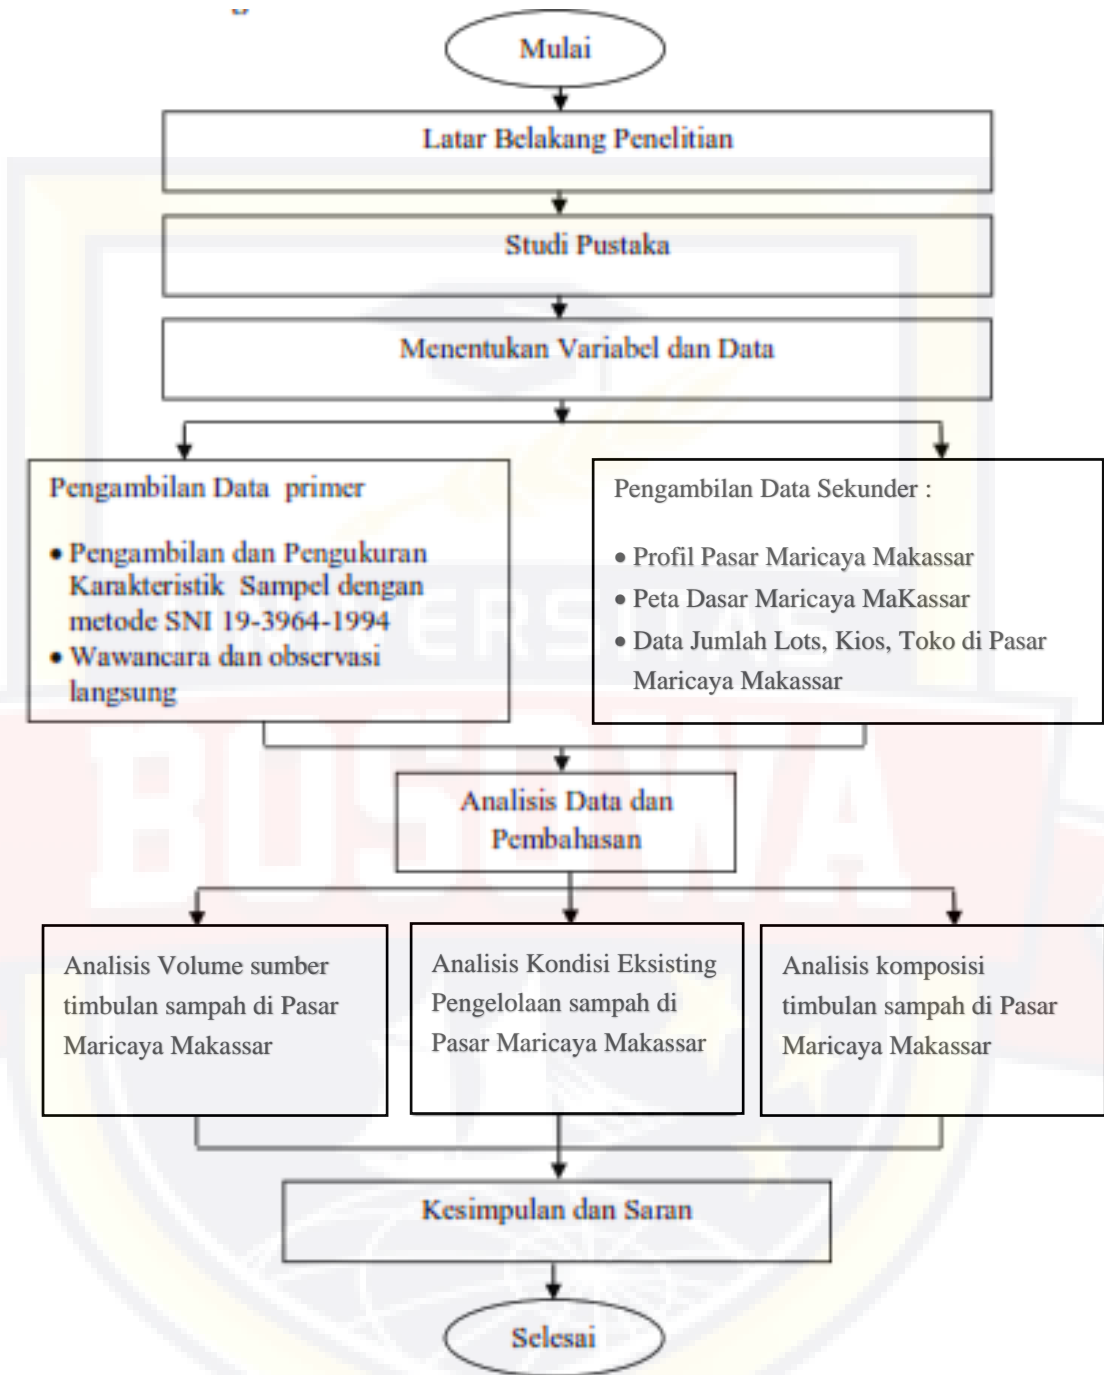 Mulai
Latar Belakang Penelitian
Studi Pustaka
Menentukan Variabel dan Data
Pengambilan Data primer
• Pengambilan dan Pengukuran
Karakteristik Sampel dengan
metode SNI 19-3964-1994
• Wawancara dan observasi
langsung
Pengambilan Data Sekunder :
• Profil Pasar Maricaya Makassar
• Peta Dasar Maricaya MaKassar
• Data Jumlah Lots, Kios, Toko di Pasar
Maricaya Makassar
UNIVERSITAS
BOSOWA
Analisis Data dan
Pembahasan
Analisis Volume sumber
timbulan sampah di Pasar
Maricaya Makassar
Analisis Kondisi Eksisting
Pengelolaan sampah di
Pasar Maricaya Makassar
Analisis komposisi
timbulan sampah di Pasar
Maricaya Makassar
Kesimpulan dan Saran
Selesai